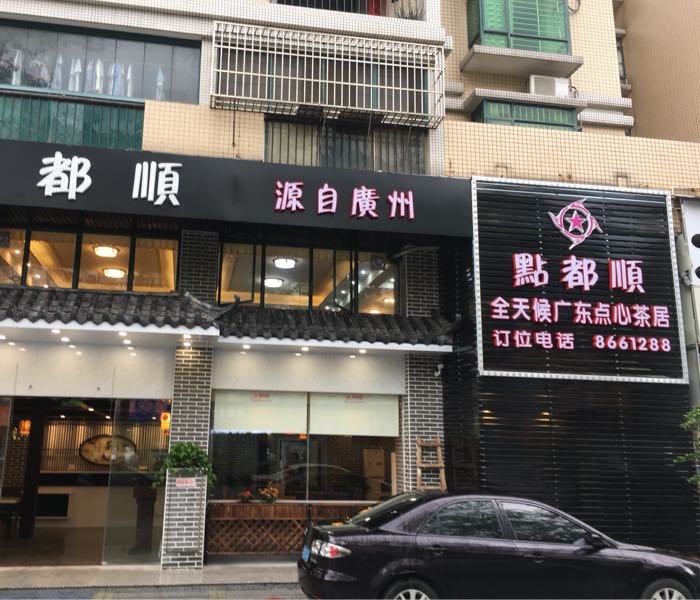 都順
源自廣州
點都順
全天候广东点心茶居
订位电话 8661288